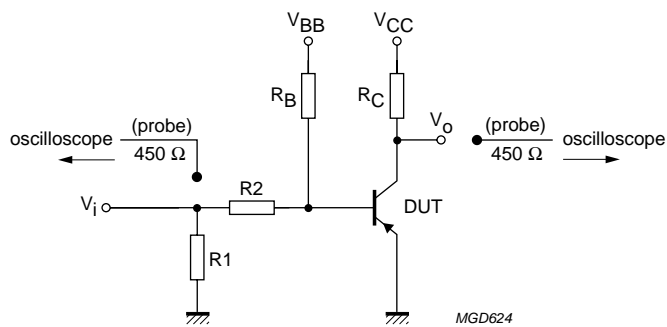 VBB
VCC
RB
RC
Vo
(probe)
450 Ω
oscilloscope
(probe)
450 Ω
oscilloscope
R2
Vi
DUT
R1
MGD624